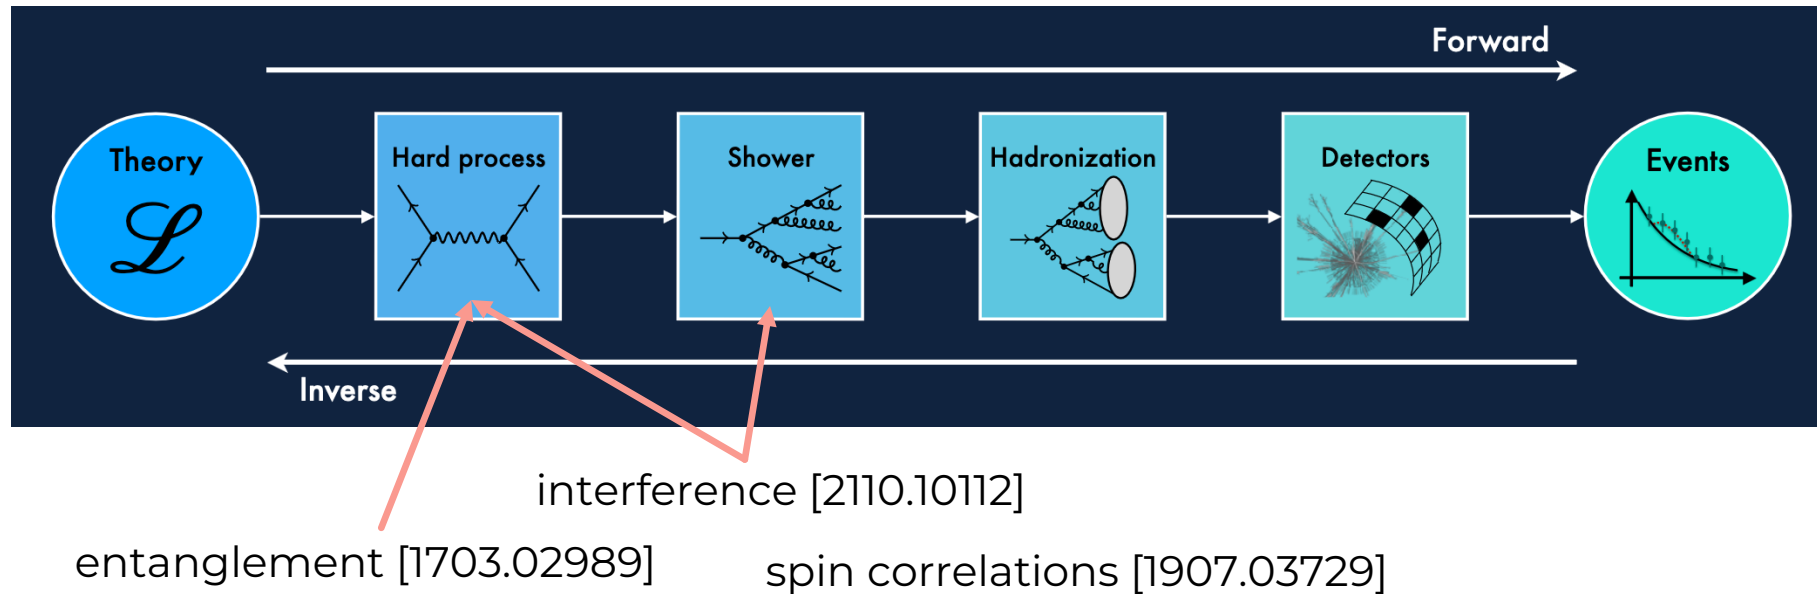 Forward
Theory
Hard process
Shower
Hadronization
Detectors
Events
ℒ
Inverse
interference [2110.10112]
entanglement [1703.02989]
spin correlations [1907.03729]